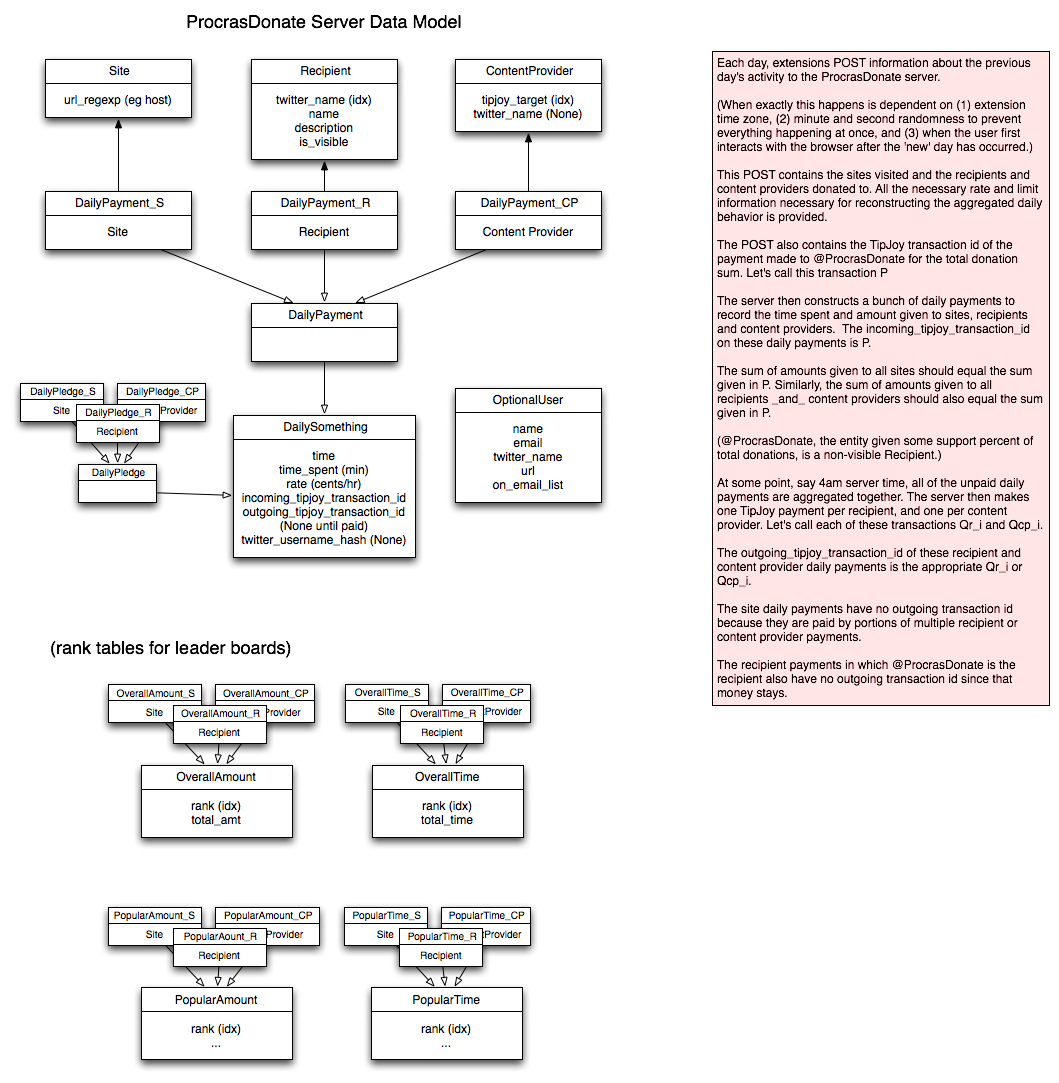 ProcrasDonate Server Data Model
Site
url_regexp (eg host)
Recipient
twitter_name (idx)
name
description
is_visible
ContentProvider
tipjoy_target (idx)
twitter_name (None)
DailyPayment_S
Site
DailyPayment_R
Recipient
DailyPayment_CP
Content Provider
DailyPayment
DailyPledge_S
Site
DailyPledge_CP
Provider
DailyPledge_R
Recipient
DailyPledge
DailySomething
time
time_spent (min)
rate (cents/hr)
incoming_tipjoy_transaction_id
outgoing_tipjoy_transaction_id
(None until paid)
twitter_username_hash (None)
OptionalUser
name
email
twitter_name
url
on_email_list
Each day, extensions POST information about the previous
day's activity to the ProcrasDonate server.
(When exactly this happens is dependent on (1) extension
time zone, (2) minute and second randomness to prevent
everything happening at once, and (3) when the user first
interacts with the browser after the 'new' day has occurred.)
This POST contains the sites visited and the recipients and
content providers donated to. All the necessary rate and limit
information necessary for reconstructing the aggregated daily
behavior is provided.
The POST also contains the TipJoy transaction id of the
payment made to @ProcrasDonate for the total donation
sum. Let's call this transaction P
The server then constructs a bunch of daily payments to
record the time spent and amount given to sites, recipients
and content providers.  The incoming_tipjoy_transaction_id
on these daily payments is P.
The sum of amounts given to all sites should equal the sum
given in P. Similarly, the sum of amounts given to all
recipients _and_ content providers should also equal the sum
given in P.
(@ProcrasDonate, the entity given some support percent of
total donations, is a non-visible Recipient.)
At some point, say 4am server time, all of the unpaid daily
payments are aggregated together. The server then makes
one TipJoy payment per recipient, and one per content
provider. Let's call each of these transactions Qr_i and Qcp_i.
The outgoing_tipjoy_transaction_id of these recipient and
content provider daily payments is the appropriate Qr_i or
Qcp_i.
The site daily payments have no outgoing transaction id
because they are paid by portions of multiple recipient or
content provider payments.
The recipient payments in which @ProcrasDonate is the
recipient also have no outgoing transaction id since that
money stays.
(rank tables for leader boards)
OverallAmount_S
Site
OverallAmount_CP
Provider
OverallAmount_R
Recipient
OverallAmount
rank (idx)
total_amt
OverallTime_S
Site
OverallTime_CP
Provider
OverallTime_R
Recipient
OverallTime
rank (idx)
total_time
PopularAmount_S
Site
PopularAmount_CP
Provider
PopularAount_R
Recipient
PopularAmount
rank (idx)
...
PopularTime_S
Site
PopularTime_CP
Provider
PopularTime_R
Recipient
PopularTime
rank (idx)
...